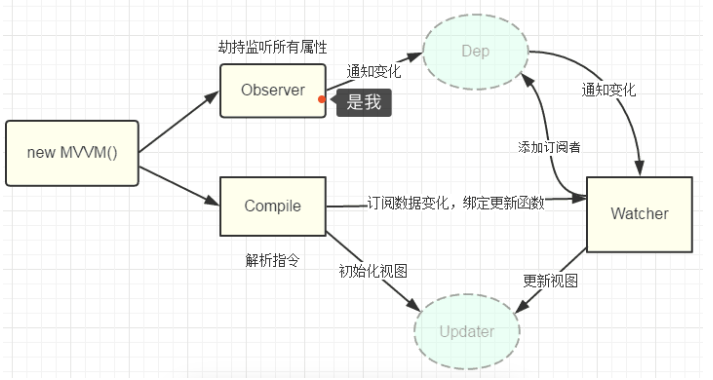 劫持监听所有属性
Dep
Observer
通知变化
是我
通知变化
new MVVM()
添加订阅者
Compile
订阅数据变化，绑定更新函数
Watcher
解析指令
初始化视图
更新视图
Updater